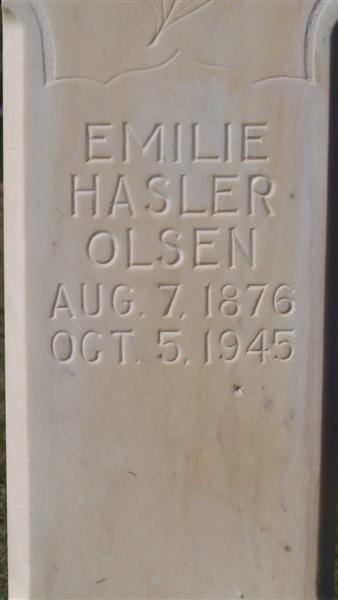 EMILIE
HASLER
OLSEN
AUG. 7, 1876
OCT. 5, 1945